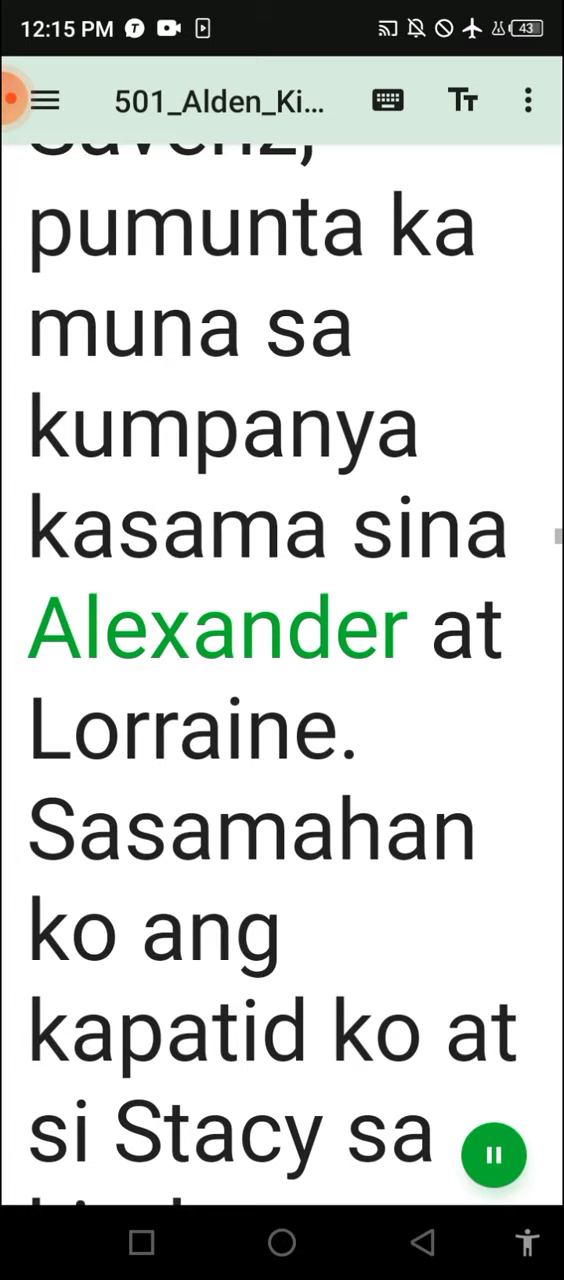 12:15 PM
43
501_Alden_Ki...
pumunta ka
muna sa
kumpanya
kasama sina
Alexander at
Lorraine.
Sasamahan
ko ang
kapatid ko at
si Stacy sa